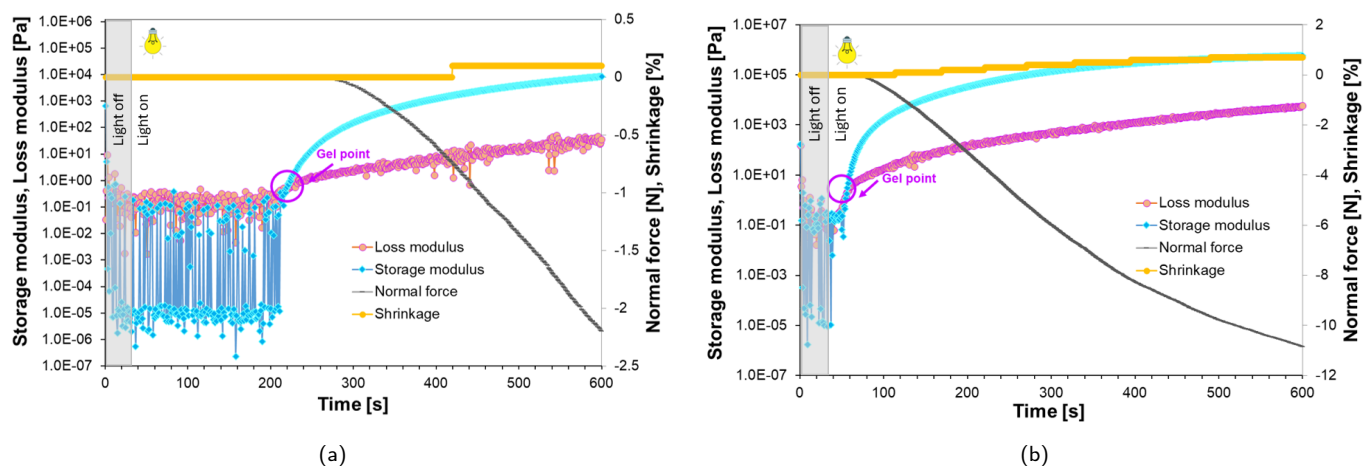 Storage modulus, Loss modulus [Pa]
1.0E+06
1.0E+05
1.0E+04
1.0E+03
1.0E+02
1.0E+01
1.0E+00
1.0E-01
1.0E-02
1.0E-03
1.0E-04
1.0E-05
1.0E-06
1.0E-07
Light off
Light on
Gel point
Loss modulus
Storage modulus
Normal force
Shrinkage
0.5
0
-0.5
-1
-1.5
-2
-2.5
Normal force [N], Shrinkage [%]
0 100 200 300 400 500 600
Time [s]
(a)
Storage modulus, Loss modulus [Pa]
1.0E+07
1.0E+05
1.0E+03
1.0E+01
1.0E-01
1.0E-03
1.0E-05
1.0E-07
Light off
Light on
Gel point
Loss modulus
Storage modulus
Normal force
Shrinkage
2
0
-2
-4
-6
-8
-10
-12
Normal force [N], Shrinkage [%]
0 100 200 300 400 500 600
Time [s]
(b)